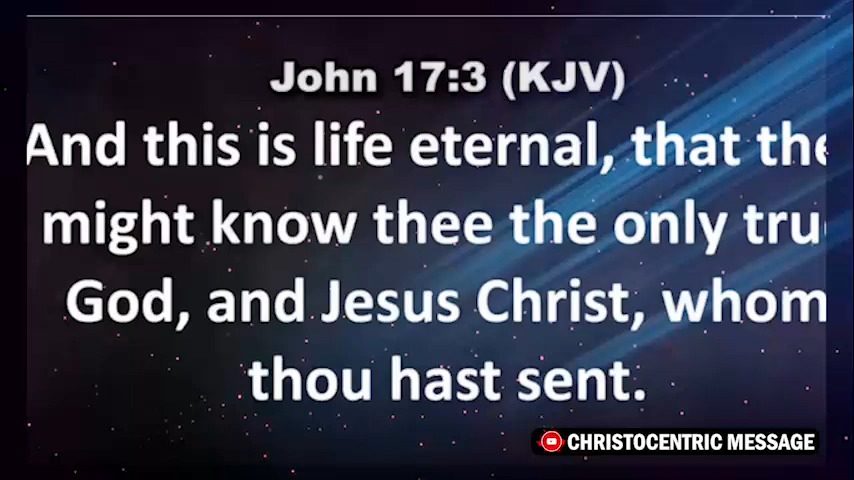 John 17:3 (KJV)
And this is life eternal, that the
might know thee the only tru
God, and Jesus Christ, whom
thou hast sent.
CHRISTOCENTRIC MESSAGE